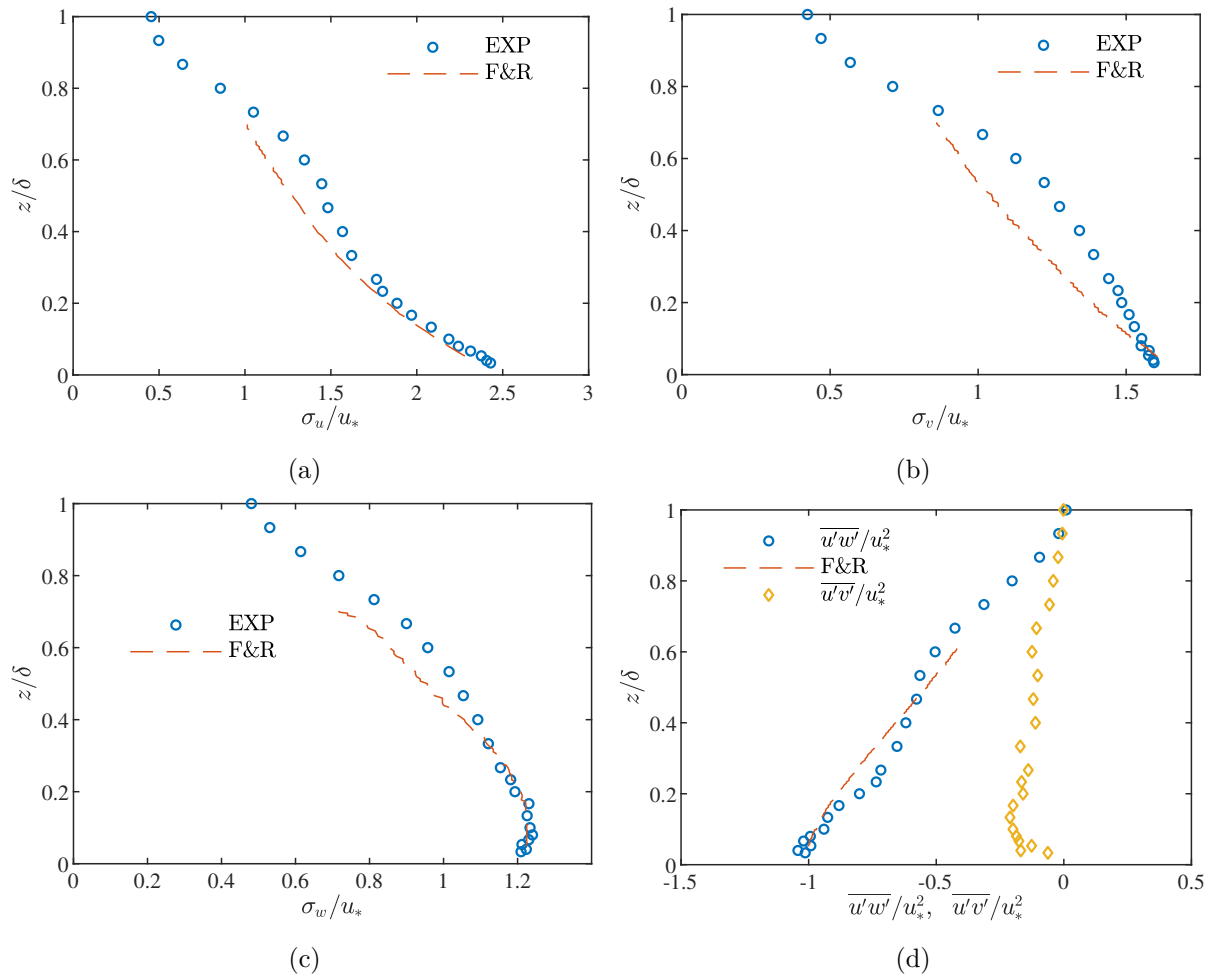 1
0.8
0.6
0.4
0.2
0
z/δ
EXP
F&R
0 0.5 1 1.5 2 2.5 3
σ_u/u_*
(a)
1
0.8
0.6
0.4
0.2
0
z/δ
EXP
F&R
0 0.5 1 1.5
σ_v/u_*
(b)
1
0.8
0.6
0.4
0.2
0
z/δ
EXP
F&R
0 0.2 0.4 0.6 0.8 1 1.2
σ_w/u_*
(c)
1
0.8
0.6
0.4
0.2
0
z/δ
u'w'/u_*^2
F&R
u'v'/u_*^2
-1.5 -1 -0.5 0 0.5
u'w'/u_*^2, u'v'/u_*^2
(d)